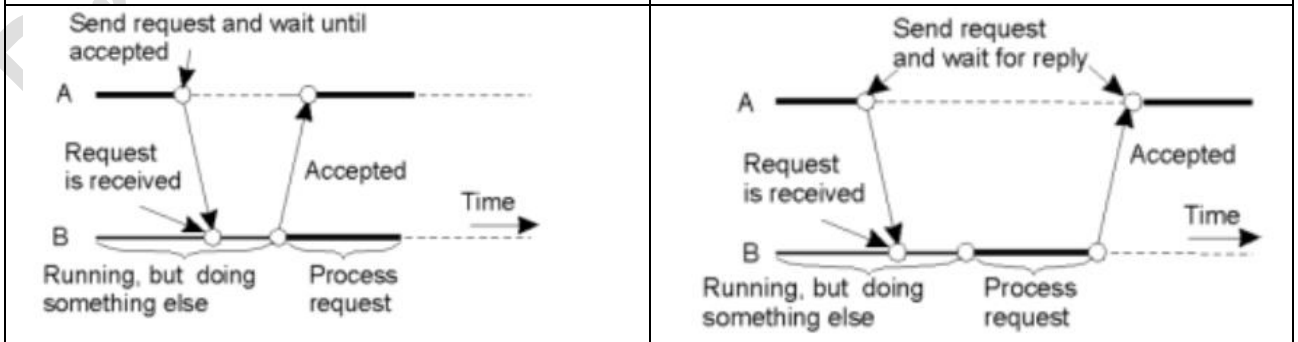 Send request and wait until
accepted
A
Request
is received
Accepted
Time
B
Running, but doing
something else
Process
request
Send request
and wait for reply
A
Request
is received
Accepted
Time
B
Running, but doing
something else
Process
request